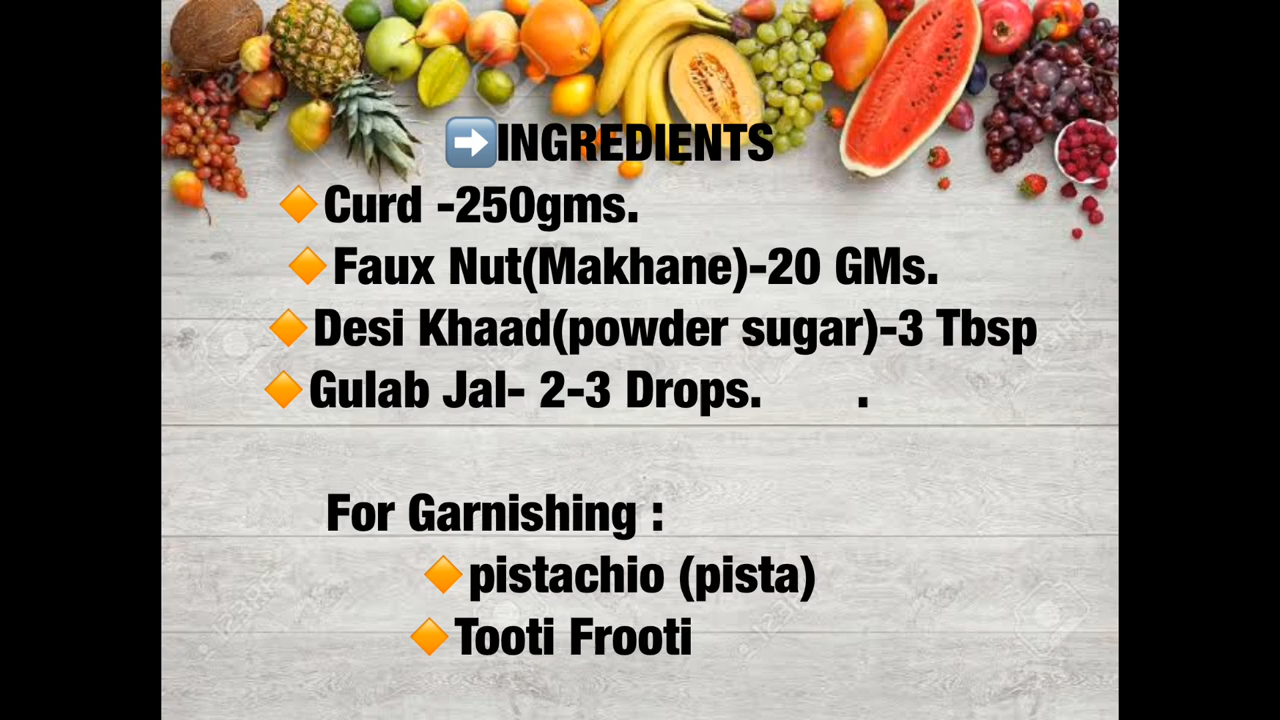 ➡️INGREDIENTS
🔶Curd -250gms.
🔶Faux Nut(Makhane)-20 GMs.
🔶Desi Khaad(powder sugar)-3 Tbsp
🔶Gulab Jal- 2-3 Drops. .
For Garnishing :
🔶pistachio (pista)
🔶Tooti Frooti